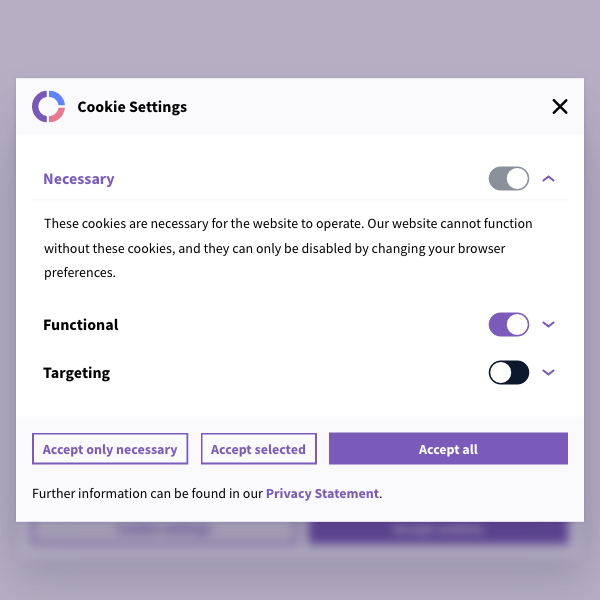 Cookie Settings
Necessary
These cookies are necessary for the website to operate. Our website cannot function
without these cookies, and they can only be disabled by changing your browser
preferences.
Functional
Targeting
Accept only necessary
Accept selected
Accept all
Further information can be found in our Privacy Statement.